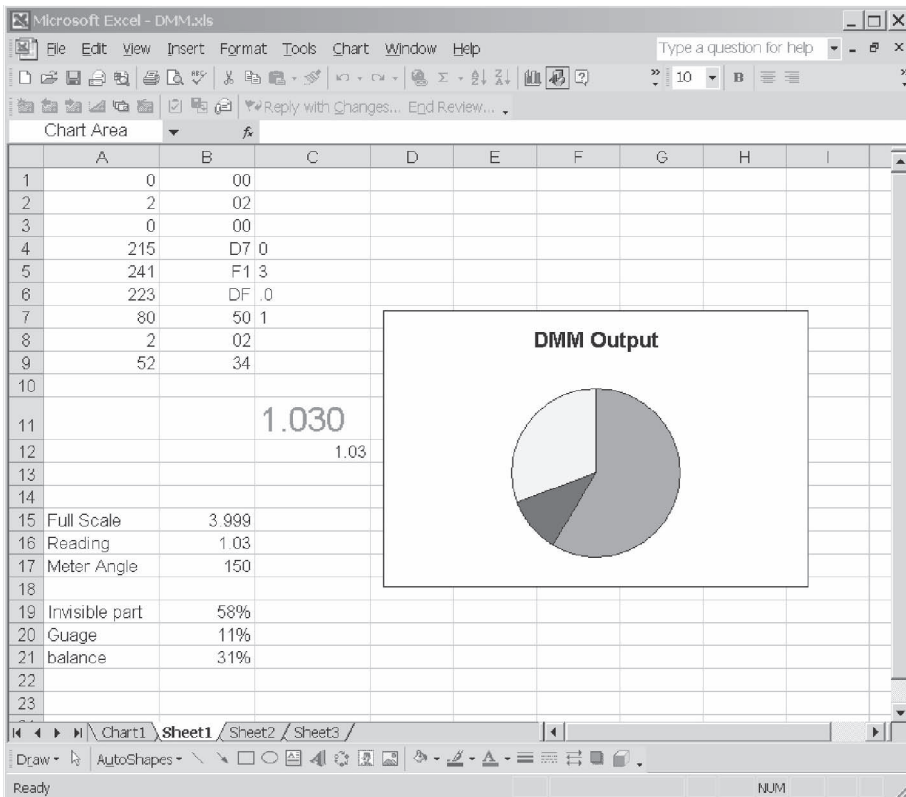 Microsoft Excel - DMM.xls
File Edit View Insert Format Tools Chart Window Help Type a question for help
10 B
Reply with Changes... End Review...
Chart Area fx
A B C D E F G H I
1 0 00
2 2 02
3 0 00
4 215 D7 0
5 241 F1 3
6 223 DF .0
7 80 50 1
8 2 02
9 52 34
10
11 1.030
12 1.03
13
14
15 Full Scale 3.999
16 Reading 1.03
17 Meter Angle 150
18
19 Invisible part 58%
20 Guage 11%
21 balance 31%
22
23
DMM Output
Chart1 Sheet1 Sheet2 Sheet3
Draw AutoShapes
Ready NUM